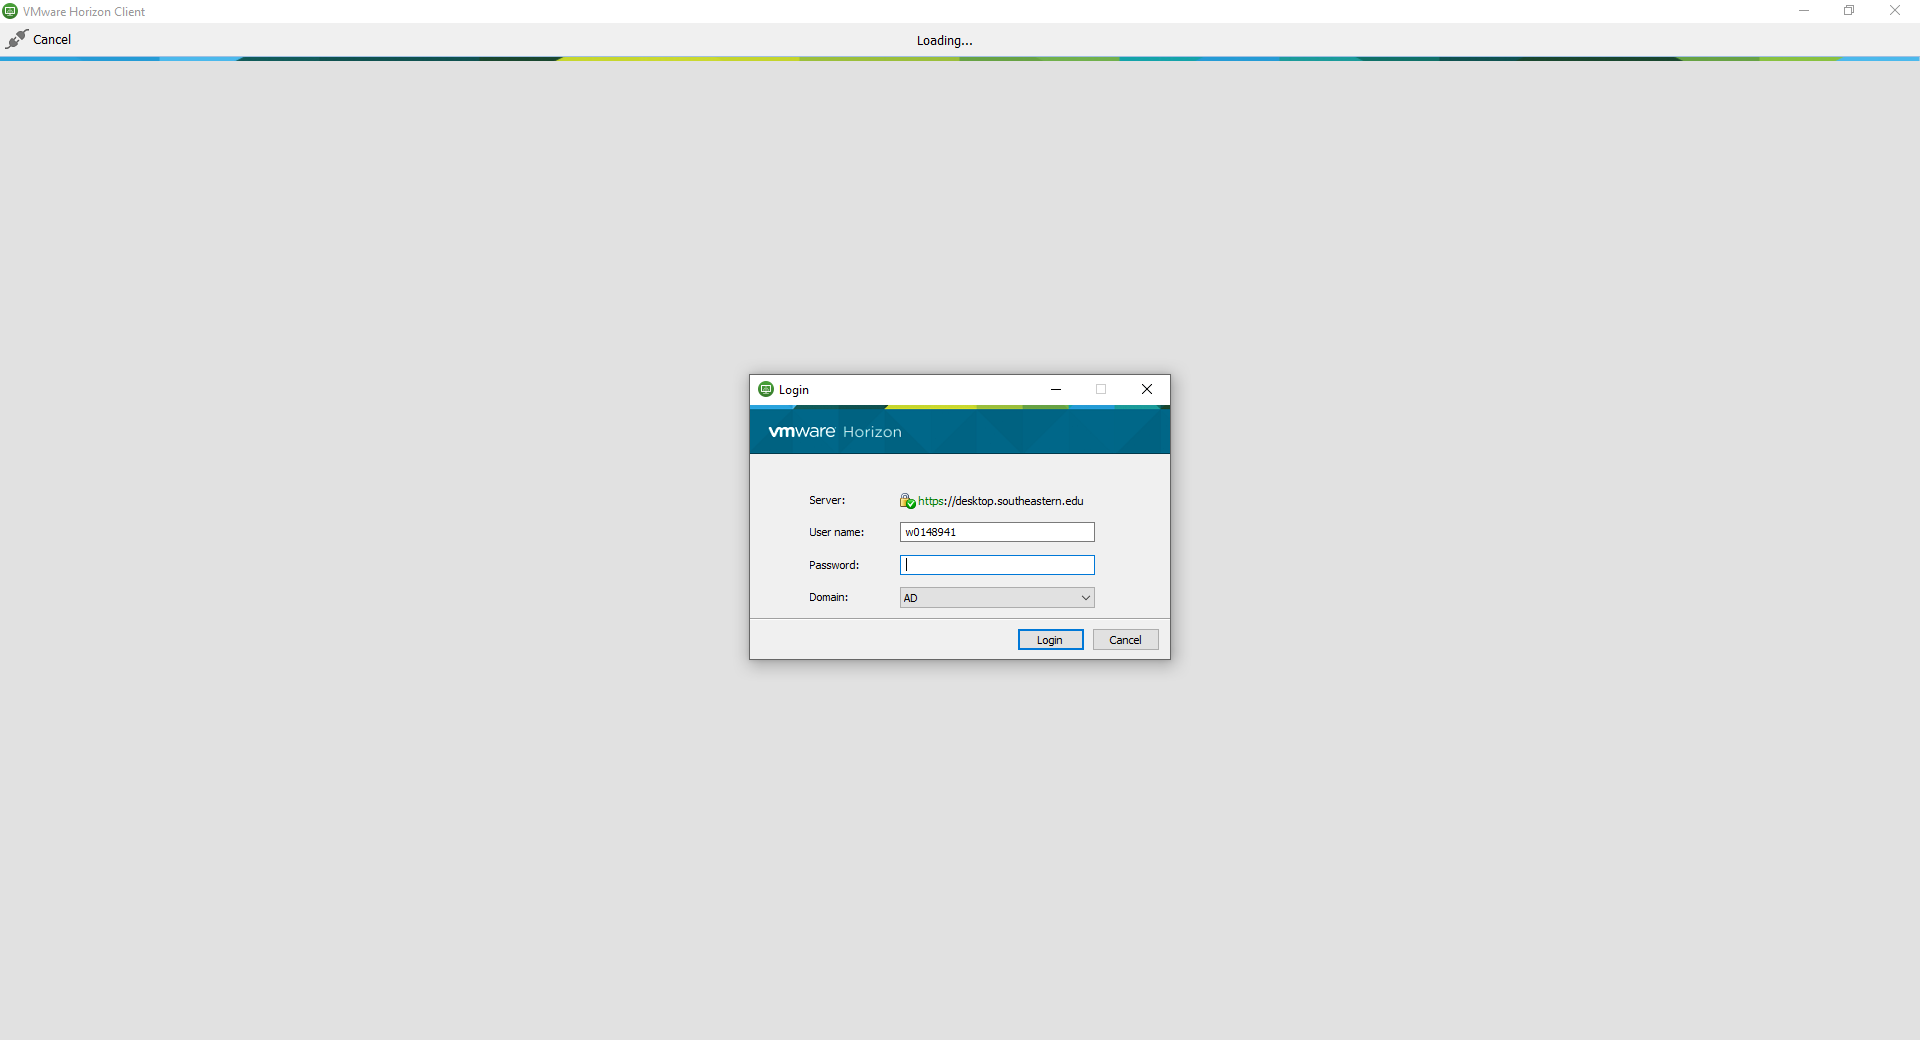 VMware Horizon Client
Cancel
Loading...
Login
vmware Horizon
Server: https://desktop.southeastern.edu
User name: w0148941
Password:
Domain: AD
Login Cancel